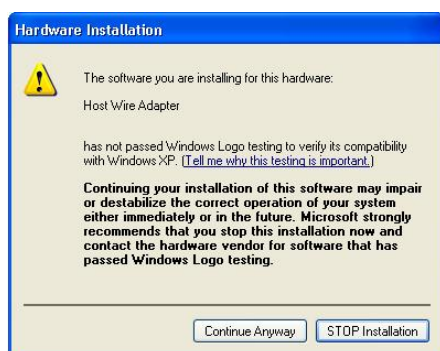 Hardware Installation
The software you are installing for this hardware:
Host Wire Adapter
has not passed Windows Logo testing to verify its compatibility
with Windows XP. (Tell me why this testing is important.)
Continuing your installation of this software may impair
or destabilize the correct operation of your system
either immediately or in the future. Microsoft strongly
recommends that you stop this installation now and
contact the hardware vendor for software that has
passed Windows Logo testing.
Continue Anyway
STOP Installation